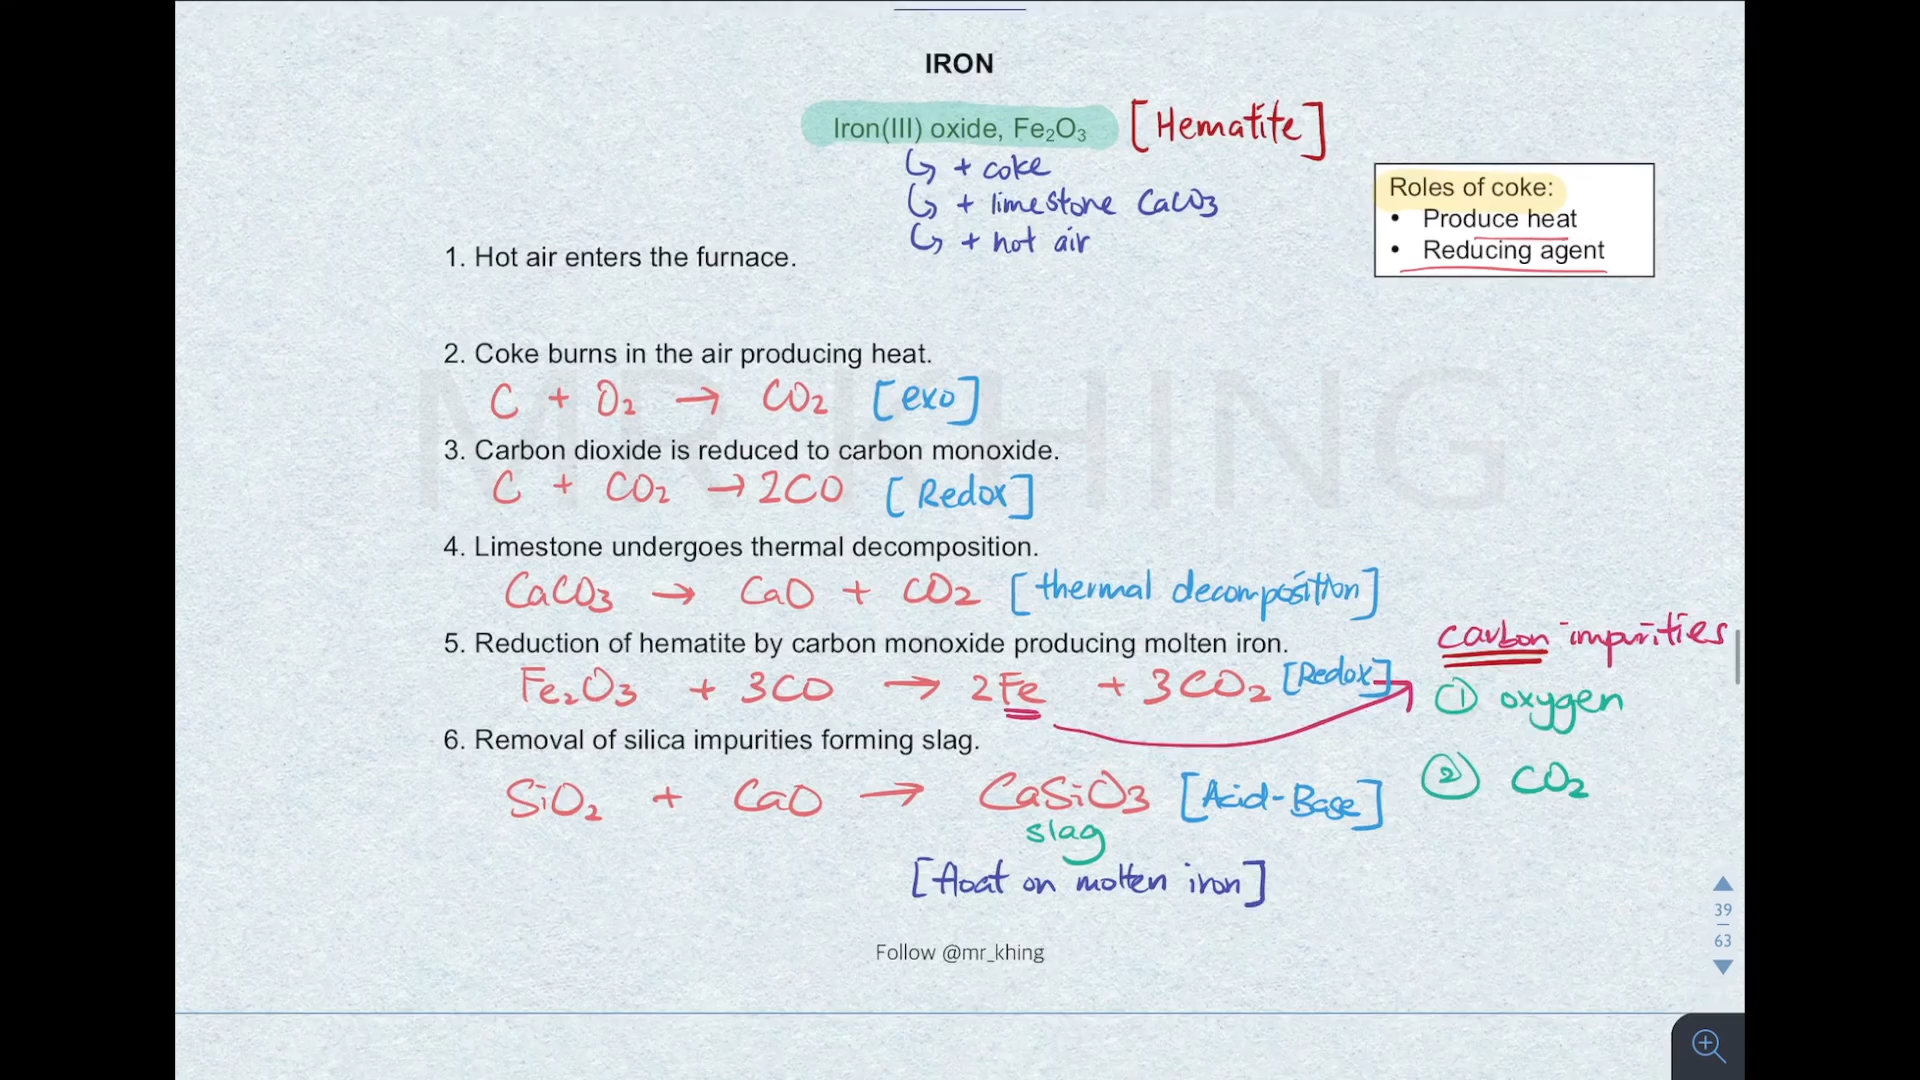 IRON
Iron(III) oxide, Fe₂O₃ [Hematite]
↳ + coke
↳ + limestone CaCO3
↳ + hot air
Roles of coke:
• Produce heat
• Reducing agent
1. Hot air enters the furnace.
2. Coke burns in the air producing heat.
C + O₂ → CO₂ [exo]
3. Carbon dioxide is reduced to carbon monoxide.
C + CO₂ → 2CO [Redox]
4. Limestone undergoes thermal decomposition.
CaCO3 → CaO + CO₂ [thermal decomposition]
5. Reduction of hematite by carbon monoxide producing molten iron.
Fe₂O₃ + 3CO → 2Fe + 3CO₂ [Redox]
carbon impurities
① oxygen
② CO₂
6. Removal of silica impurities forming slag.
SiO₂ + CaO → CaSiO3 [Acid-Base]
slag
[float on molten iron]
MR KHING
Follow @mr_khing
39
63